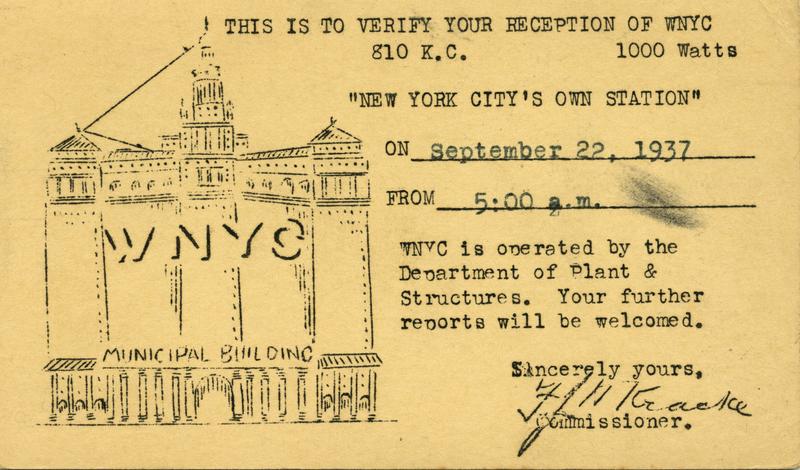 THIS IS TO VERIFY YOUR RECEPTION OF WNYC
810 K.C. 1000 Watts
"NEW YORK CITY'S OWN STATION"
ON September 22, 1937
FROM 5:00 a.m.
WNYC
WNYC is operated by the
Department of Plant &
Structures. Your further
reports will be welcomed.
MUNICIPAL BUILDING
Sincerely yours,
FJH Kracke
Commissioner.